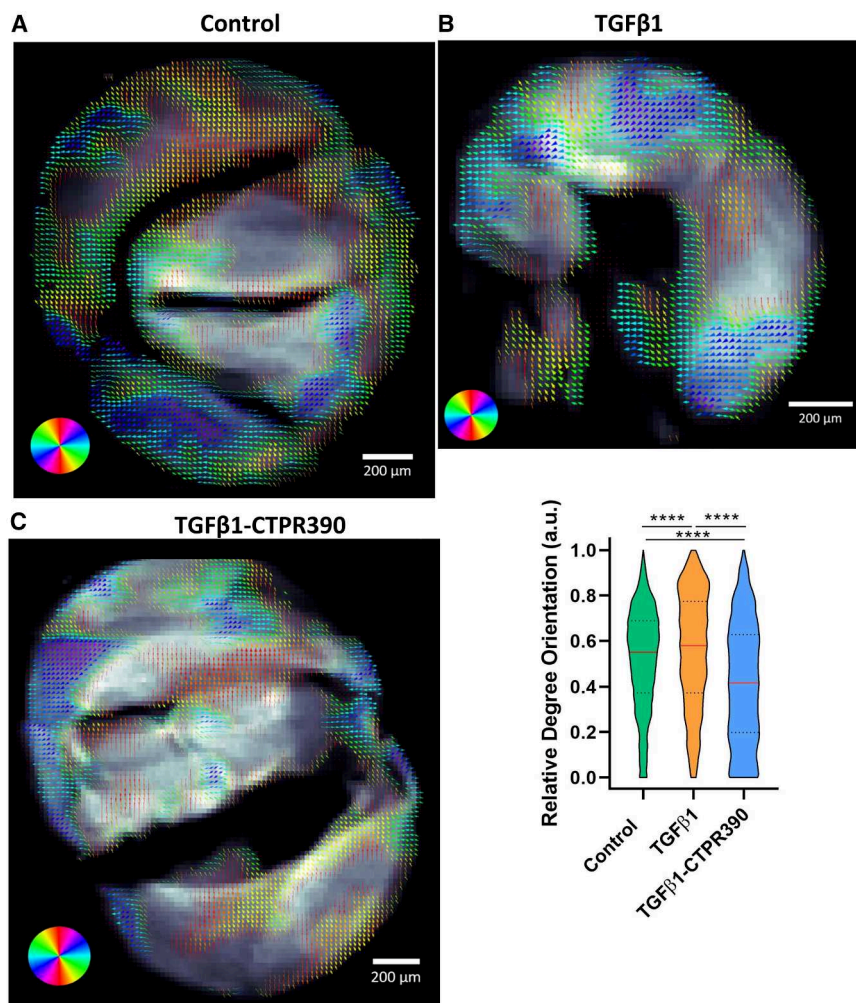 A
Control
200 µm
B
TGFβ1
200 µm
C
TGFβ1-CTPR390
200 µm
****
****
****
Relative Degree Orientation (a.u.)
1.0
0.8
0.6
0.4
0.2
0.0
Control
TGFβ1
TGFβ1-CTPR390